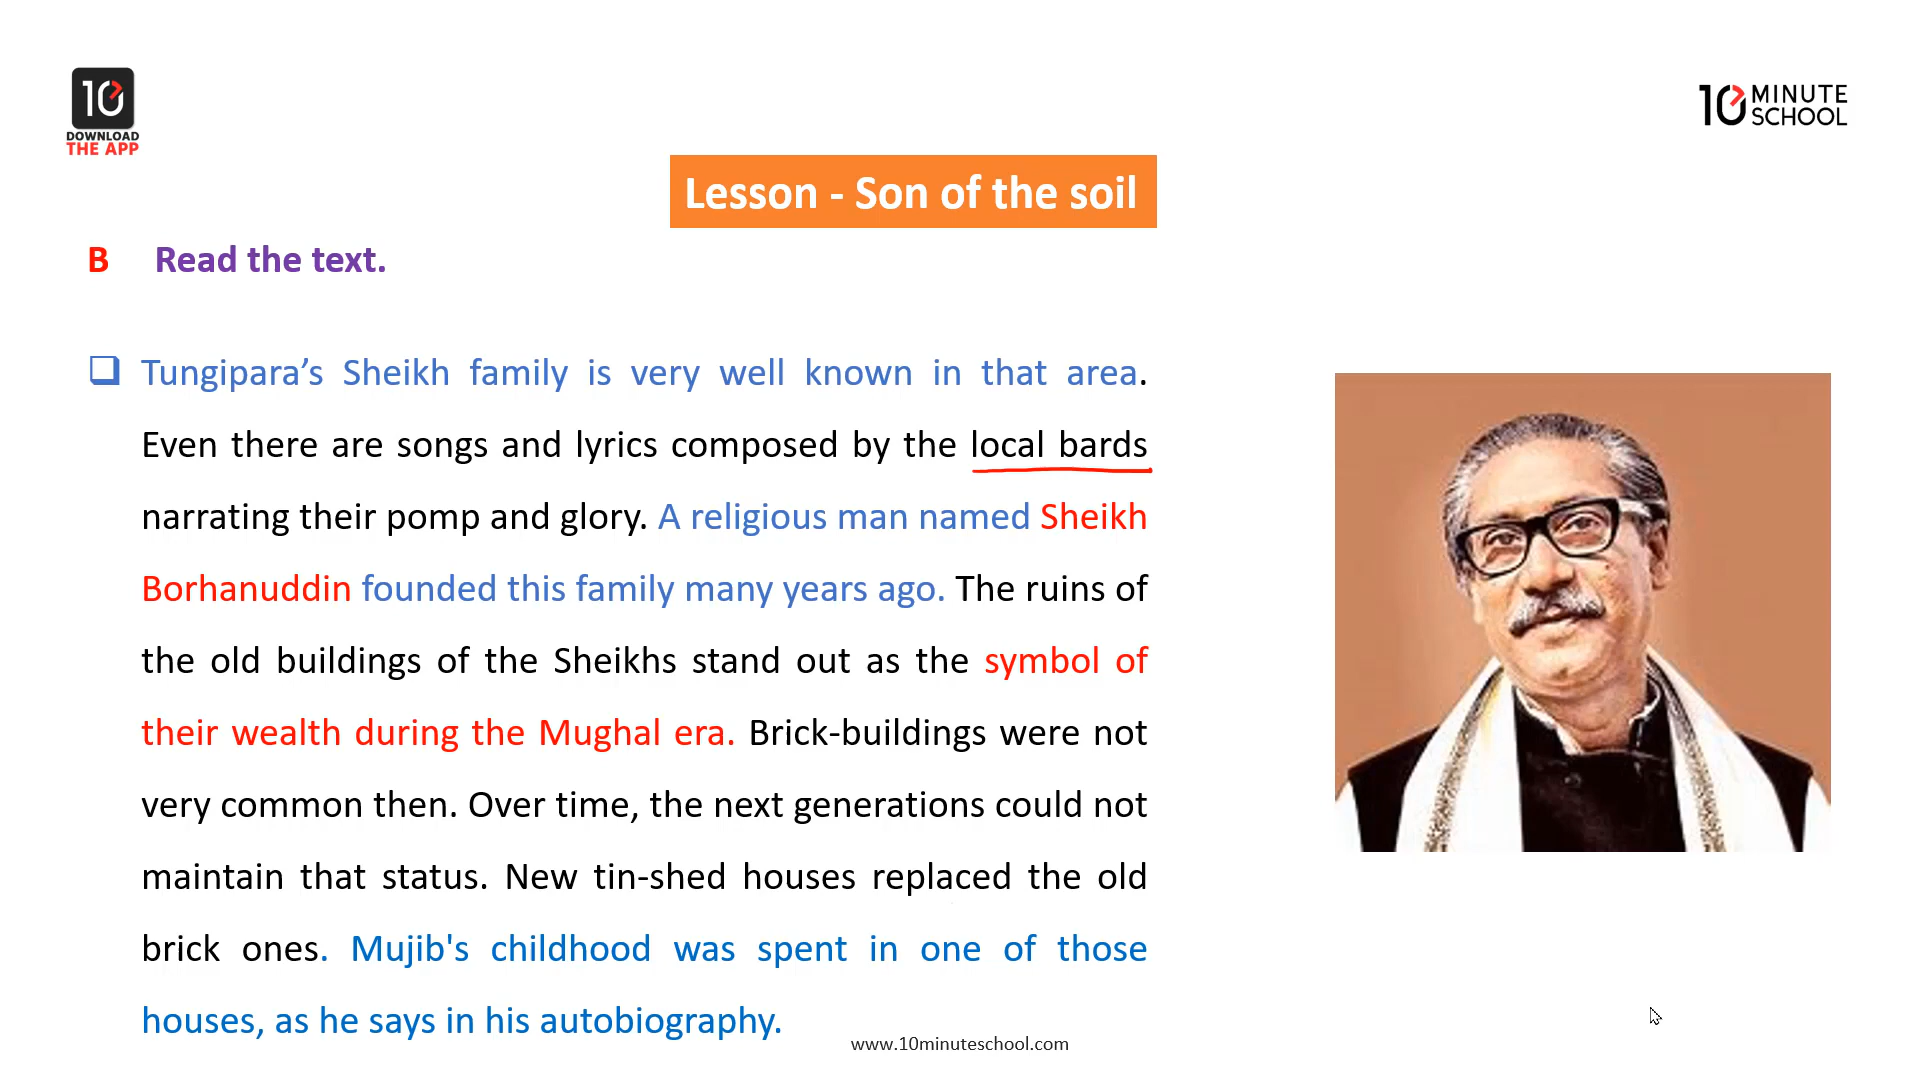 10
DOWNLOAD
THE APP
10 MINUTE
SCHOOL
Lesson - Son of the soil
B Read the text.
Tungipara’s Sheikh family is very well known in that area.
Even there are songs and lyrics composed by the local bards
narrating their pomp and glory. A religious man named Sheikh
Borhanuddin founded this family many years ago. The ruins of
the old buildings of the Sheikhs stand out as the symbol of
their wealth during the Mughal era. Brick-buildings were not
very common then. Over time, the next generations could not
maintain that status. New tin-shed houses replaced the old
brick ones. Mujib's childhood was spent in one of those
houses, as he says in his autobiography.
www.10minuteschool.com